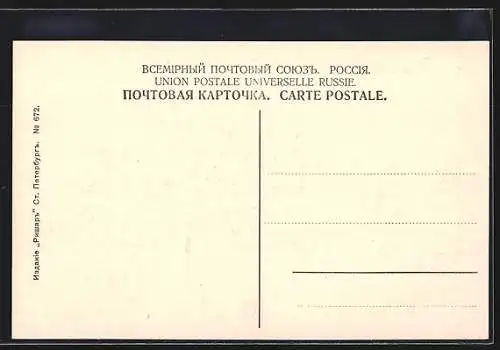 ВСЕМІРНЫЙ ПОЧТОВЫЙ СОЮЗЪ. РОССІЯ.
UNION POSTALE UNIVERSELLE RUSSIE.
ПОЧТОВАЯ КАРТОЧКА. CARTE POSTALE.
Изданіе „Ришаръ" Ст. Петербургъ. № 672.